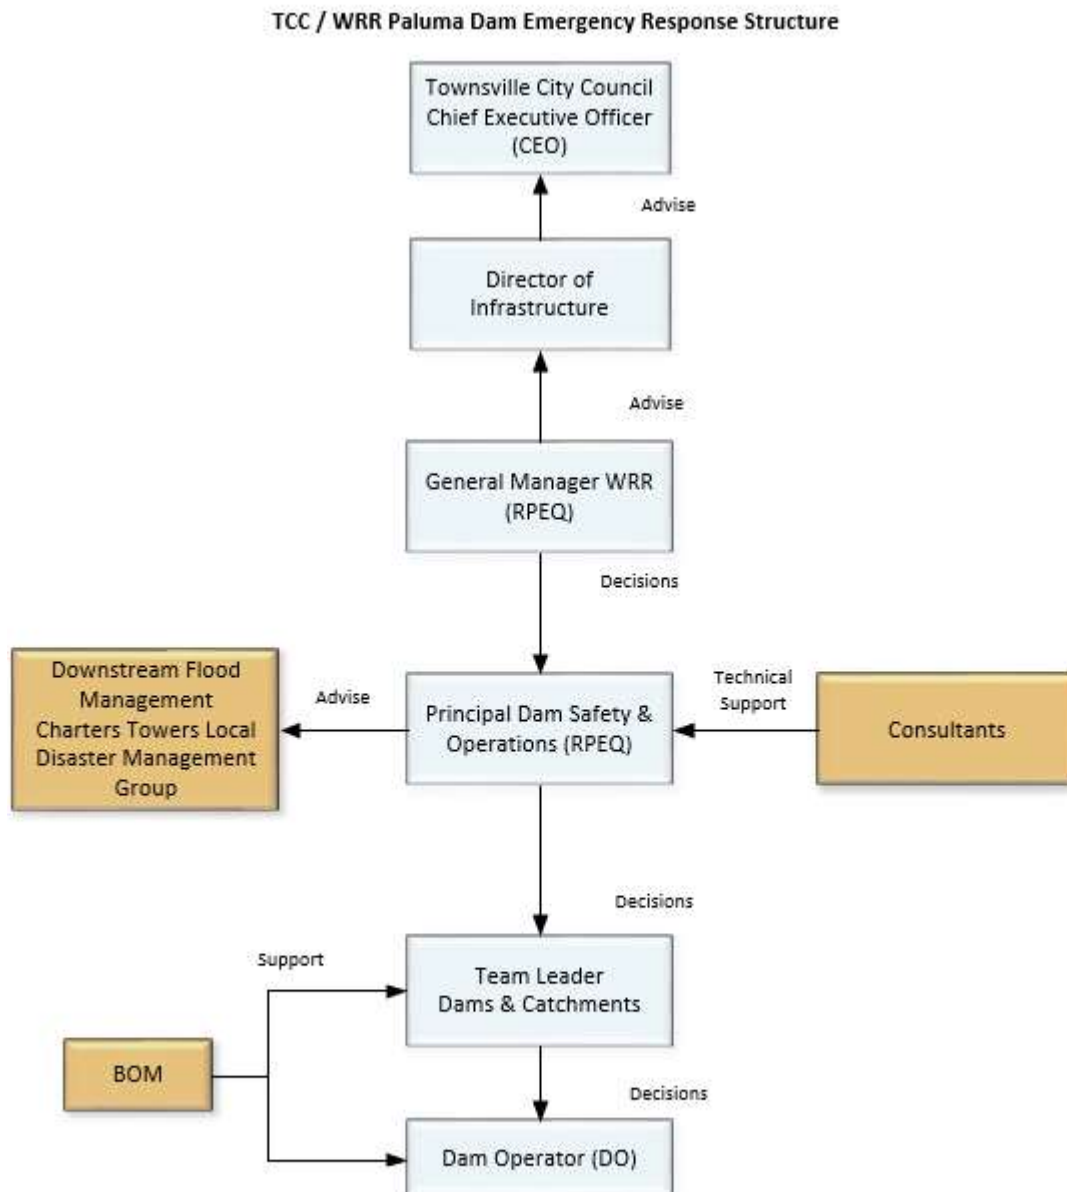 TCC / WRR Paluma Dam Emergency Response Structure
Townsville City Council
Chief Executive Officer
(CEO)
Advise
Director of
Infrastructure
Advise
General Manager WRR
(RPEQ)
Decisions
Downstream Flood
Management
Charters Towers Local
Disaster Management
Group
Advise
Principal Dam Safety &
Operations (RPEQ)
Technical
Support
Consultants
Decisions
Support
Team Leader
Dams & Catchments
BOM
Decisions
Dam Operator (DO)